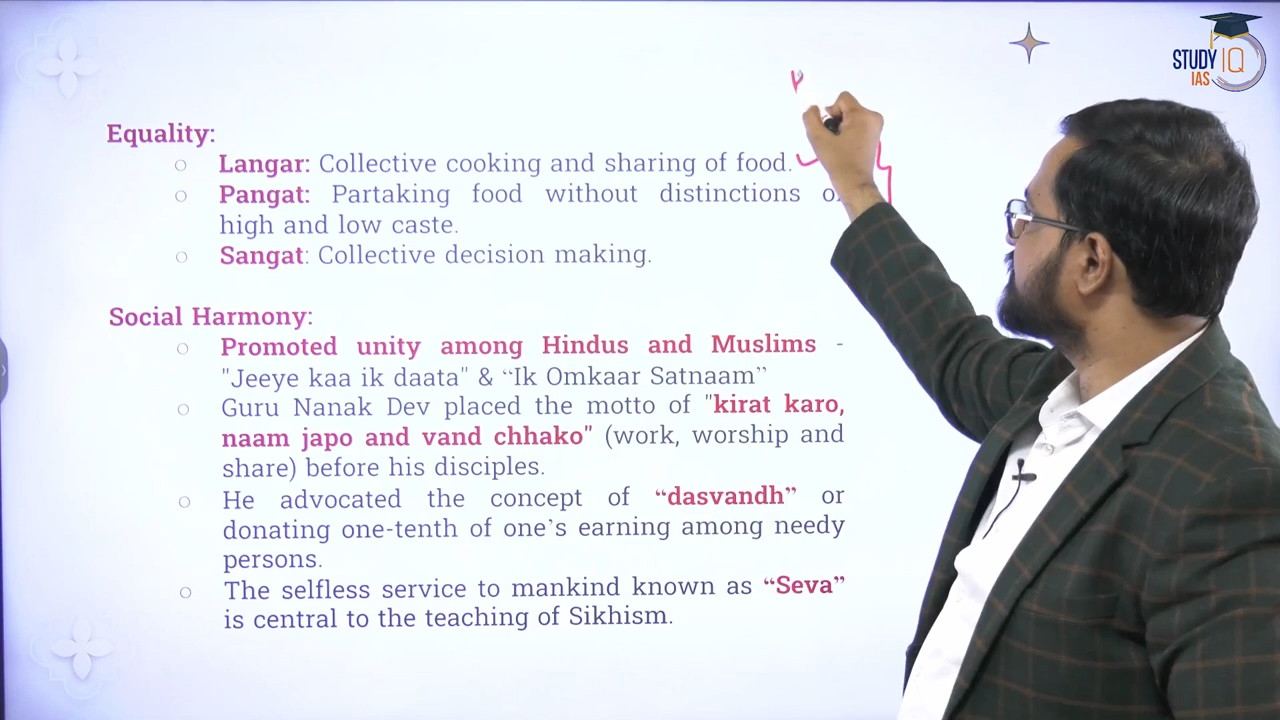 STUDY IQ
IAS
Equality:
Langar: Collective cooking and sharing of food.
Pangat: Partaking food without distinctions
high and low caste.
Sangat: Collective decision making.
Social Harmony:
Promoted unity among Hindus and Muslims -
"Jeeye kaa ik daata" & “Ik Omkaar Satnaam”
Guru Nanak Dev placed the motto of "kirat karo,
naam japo and vand chhako" (work, worship and
share) before his disciples.
He advocated the concept of “dasvandh” or
donating one-tenth of one’s earning among needy
persons.
The selfless service to mankind known as “Seva”
is central to the teaching of Sikhism.